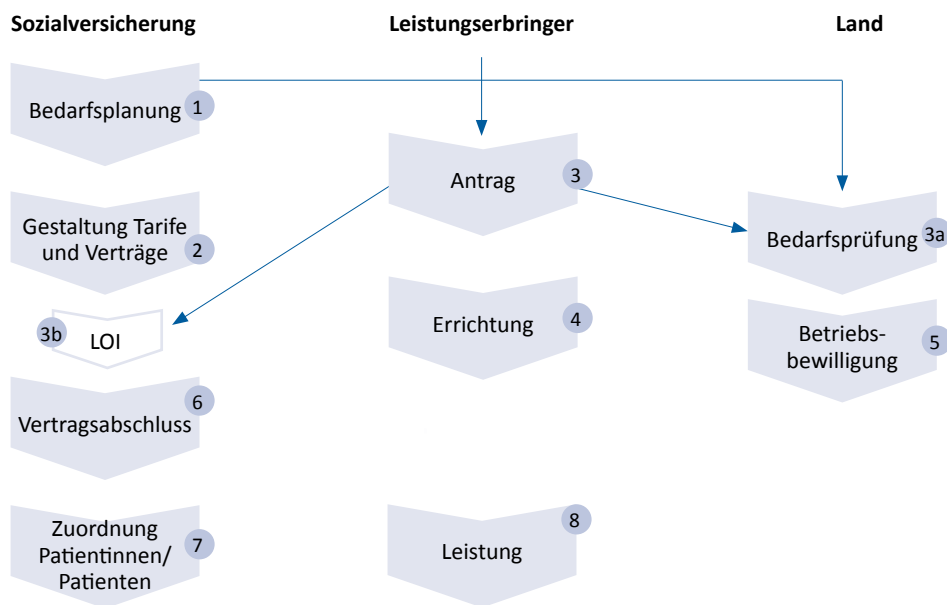 Sozialversicherung
Leistungserbringer
Land
Bedarfsplanung
1
Antrag
3
Gestaltung Tarife
und Verträge
2
Bedarfsprüfung
3a
3b
LOI
Errichtung
4
Betriebs-
bewilligung
5
6
Vertragsabschluss
Zuordnung
Patientinnen/
Patienten
7
8
Leistung